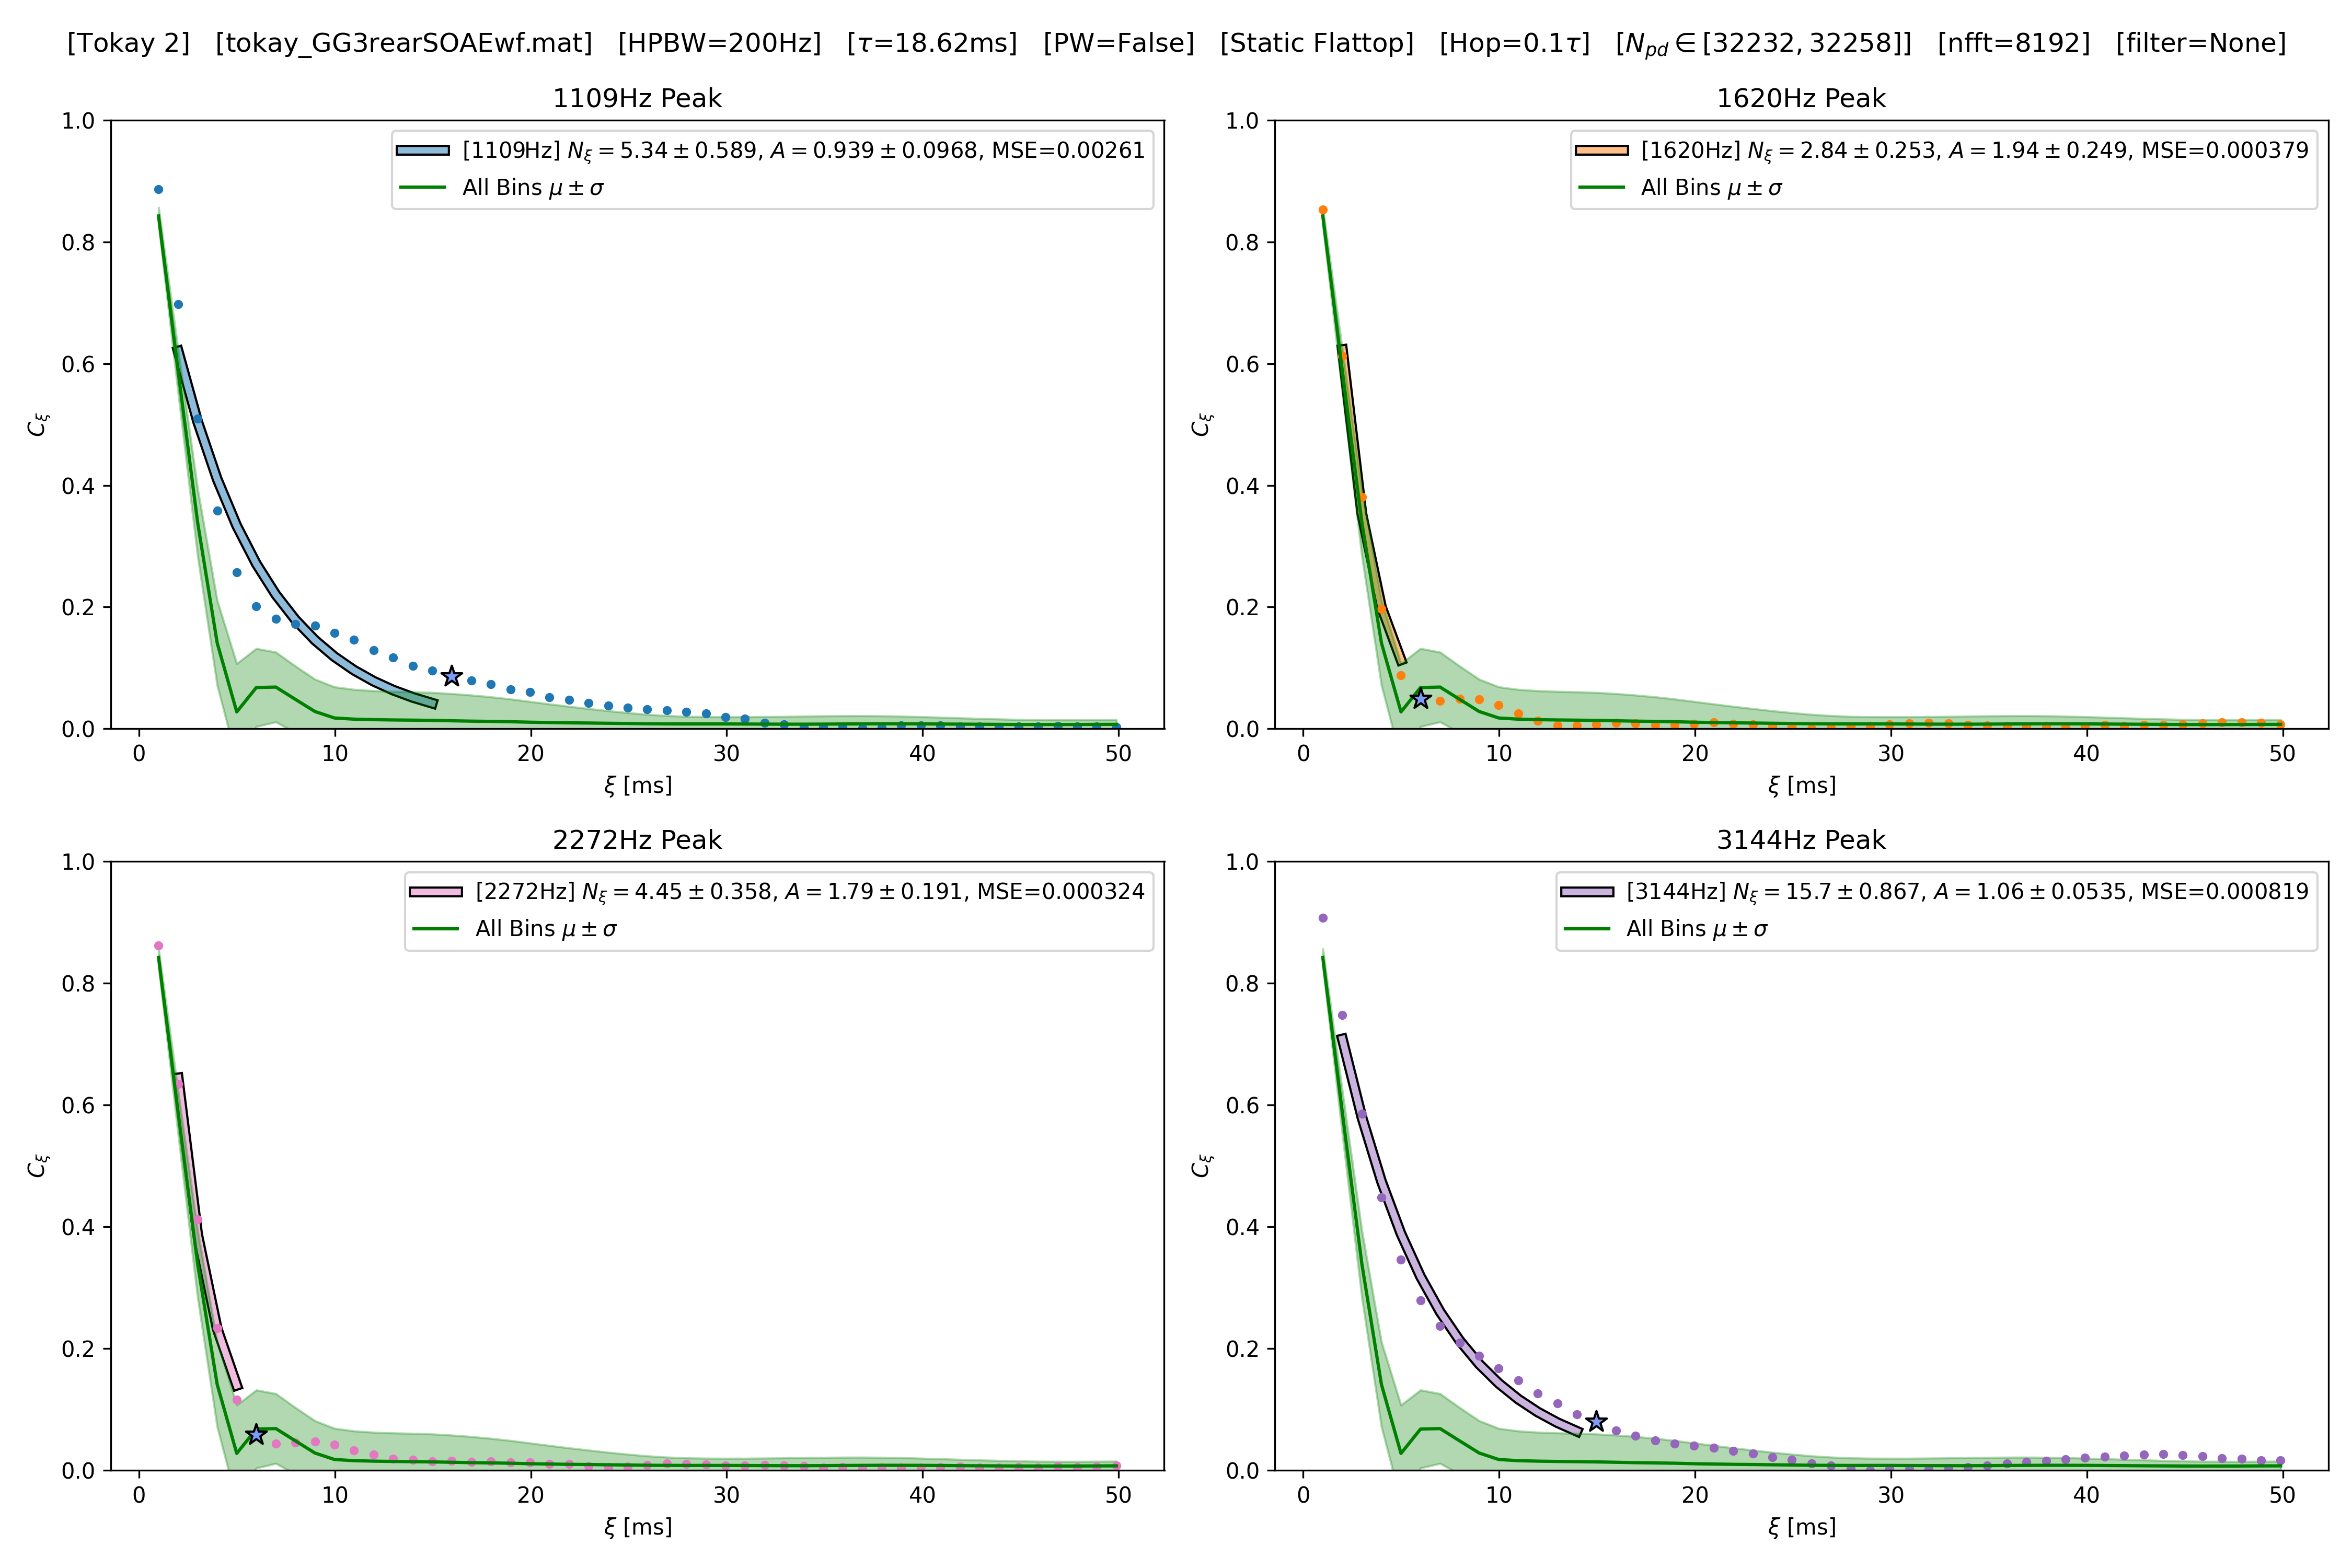 [Tokay 2] [tokay_GG3rearSOAEwf.mat] [HPBW=200Hz] [τ=18.62ms] [PW=False] [Static Flattop] [Hop=0.1τ] [N_pd ∈ [32232, 32258]] [nfft=8192] [filter=None]
1109Hz Peak
[1109Hz] N_ξ = 5.34 ± 0.589, A = 0.939 ± 0.0968, MSE=0.00261
All Bins μ ± σ
1.0
0.8
0.6
0.4
0.2
0.0
C_ξ
0 10 20 30 40 50
ξ [ms]
1620Hz Peak
[1620Hz] N_ξ = 2.84 ± 0.253, A = 1.94 ± 0.249, MSE=0.000379
All Bins μ ± σ
1.0
0.8
0.6
0.4
0.2
0.0
C_ξ
0 10 20 30 40 50
ξ [ms]
2272Hz Peak
[2272Hz] N_ξ = 4.45 ± 0.358, A = 1.79 ± 0.191, MSE=0.000324
All Bins μ ± σ
1.0
0.8
0.6
0.4
0.2
0.0
C_ξ
0 10 20 30 40 50
ξ [ms]
3144Hz Peak
[3144Hz] N_ξ = 15.7 ± 0.867, A = 1.06 ± 0.0535, MSE=0.000819
All Bins μ ± σ
1.0
0.8
0.6
0.4
0.2
0.0
C_ξ
0 10 20 30 40 50
ξ [ms]